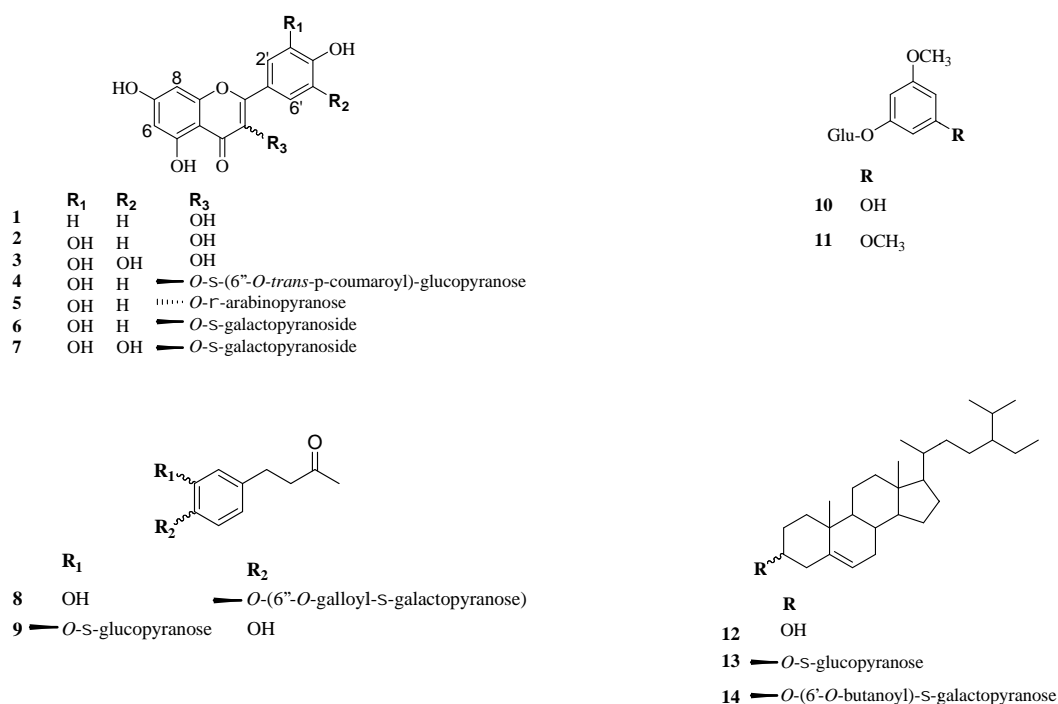 R1
2'
OH
8
HO
O
R2
6'
6
R3
OH
O
R1 R2 R3
1 H H OH
2 OH H OH
3 OH OH OH
4 OH H O-S-(6"-O-trans-p-coumaroyl)-glucopyranose
5 OH H O-r-arabinopyranose
6 OH H O-S-galactopyranoside
7 OH OH O-S-galactopyranoside
OCH3
Glu-O
R
R
10 OH
11 OCH3
O
R1
R2
R1 R2
8 OH O-(6"-O-galloyl-S-galactopyranose)
9 O-S-glucopyranose OH
R
R
12 OH
13 O-S-glucopyranose
14 O-(6'-O-butanoyl)-S-galactopyranose